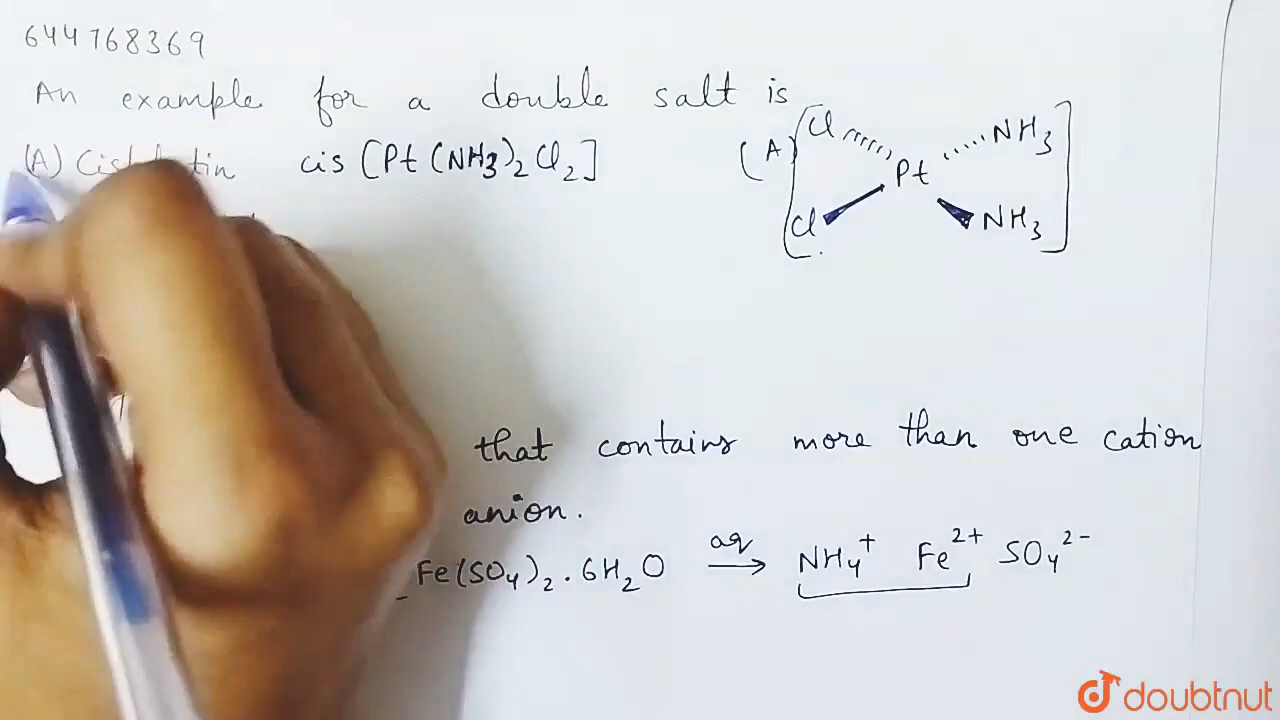 644768369
An example for a double salt is
(A) cis [Pt(NH3)2Cl2]
(A) [Cl Cl Pt NH3 NH3]
that contains more than one cation
anion.
Fe(SO4)2.6H2O aq → NH4+ Fe2+ SO42-
doubtnut